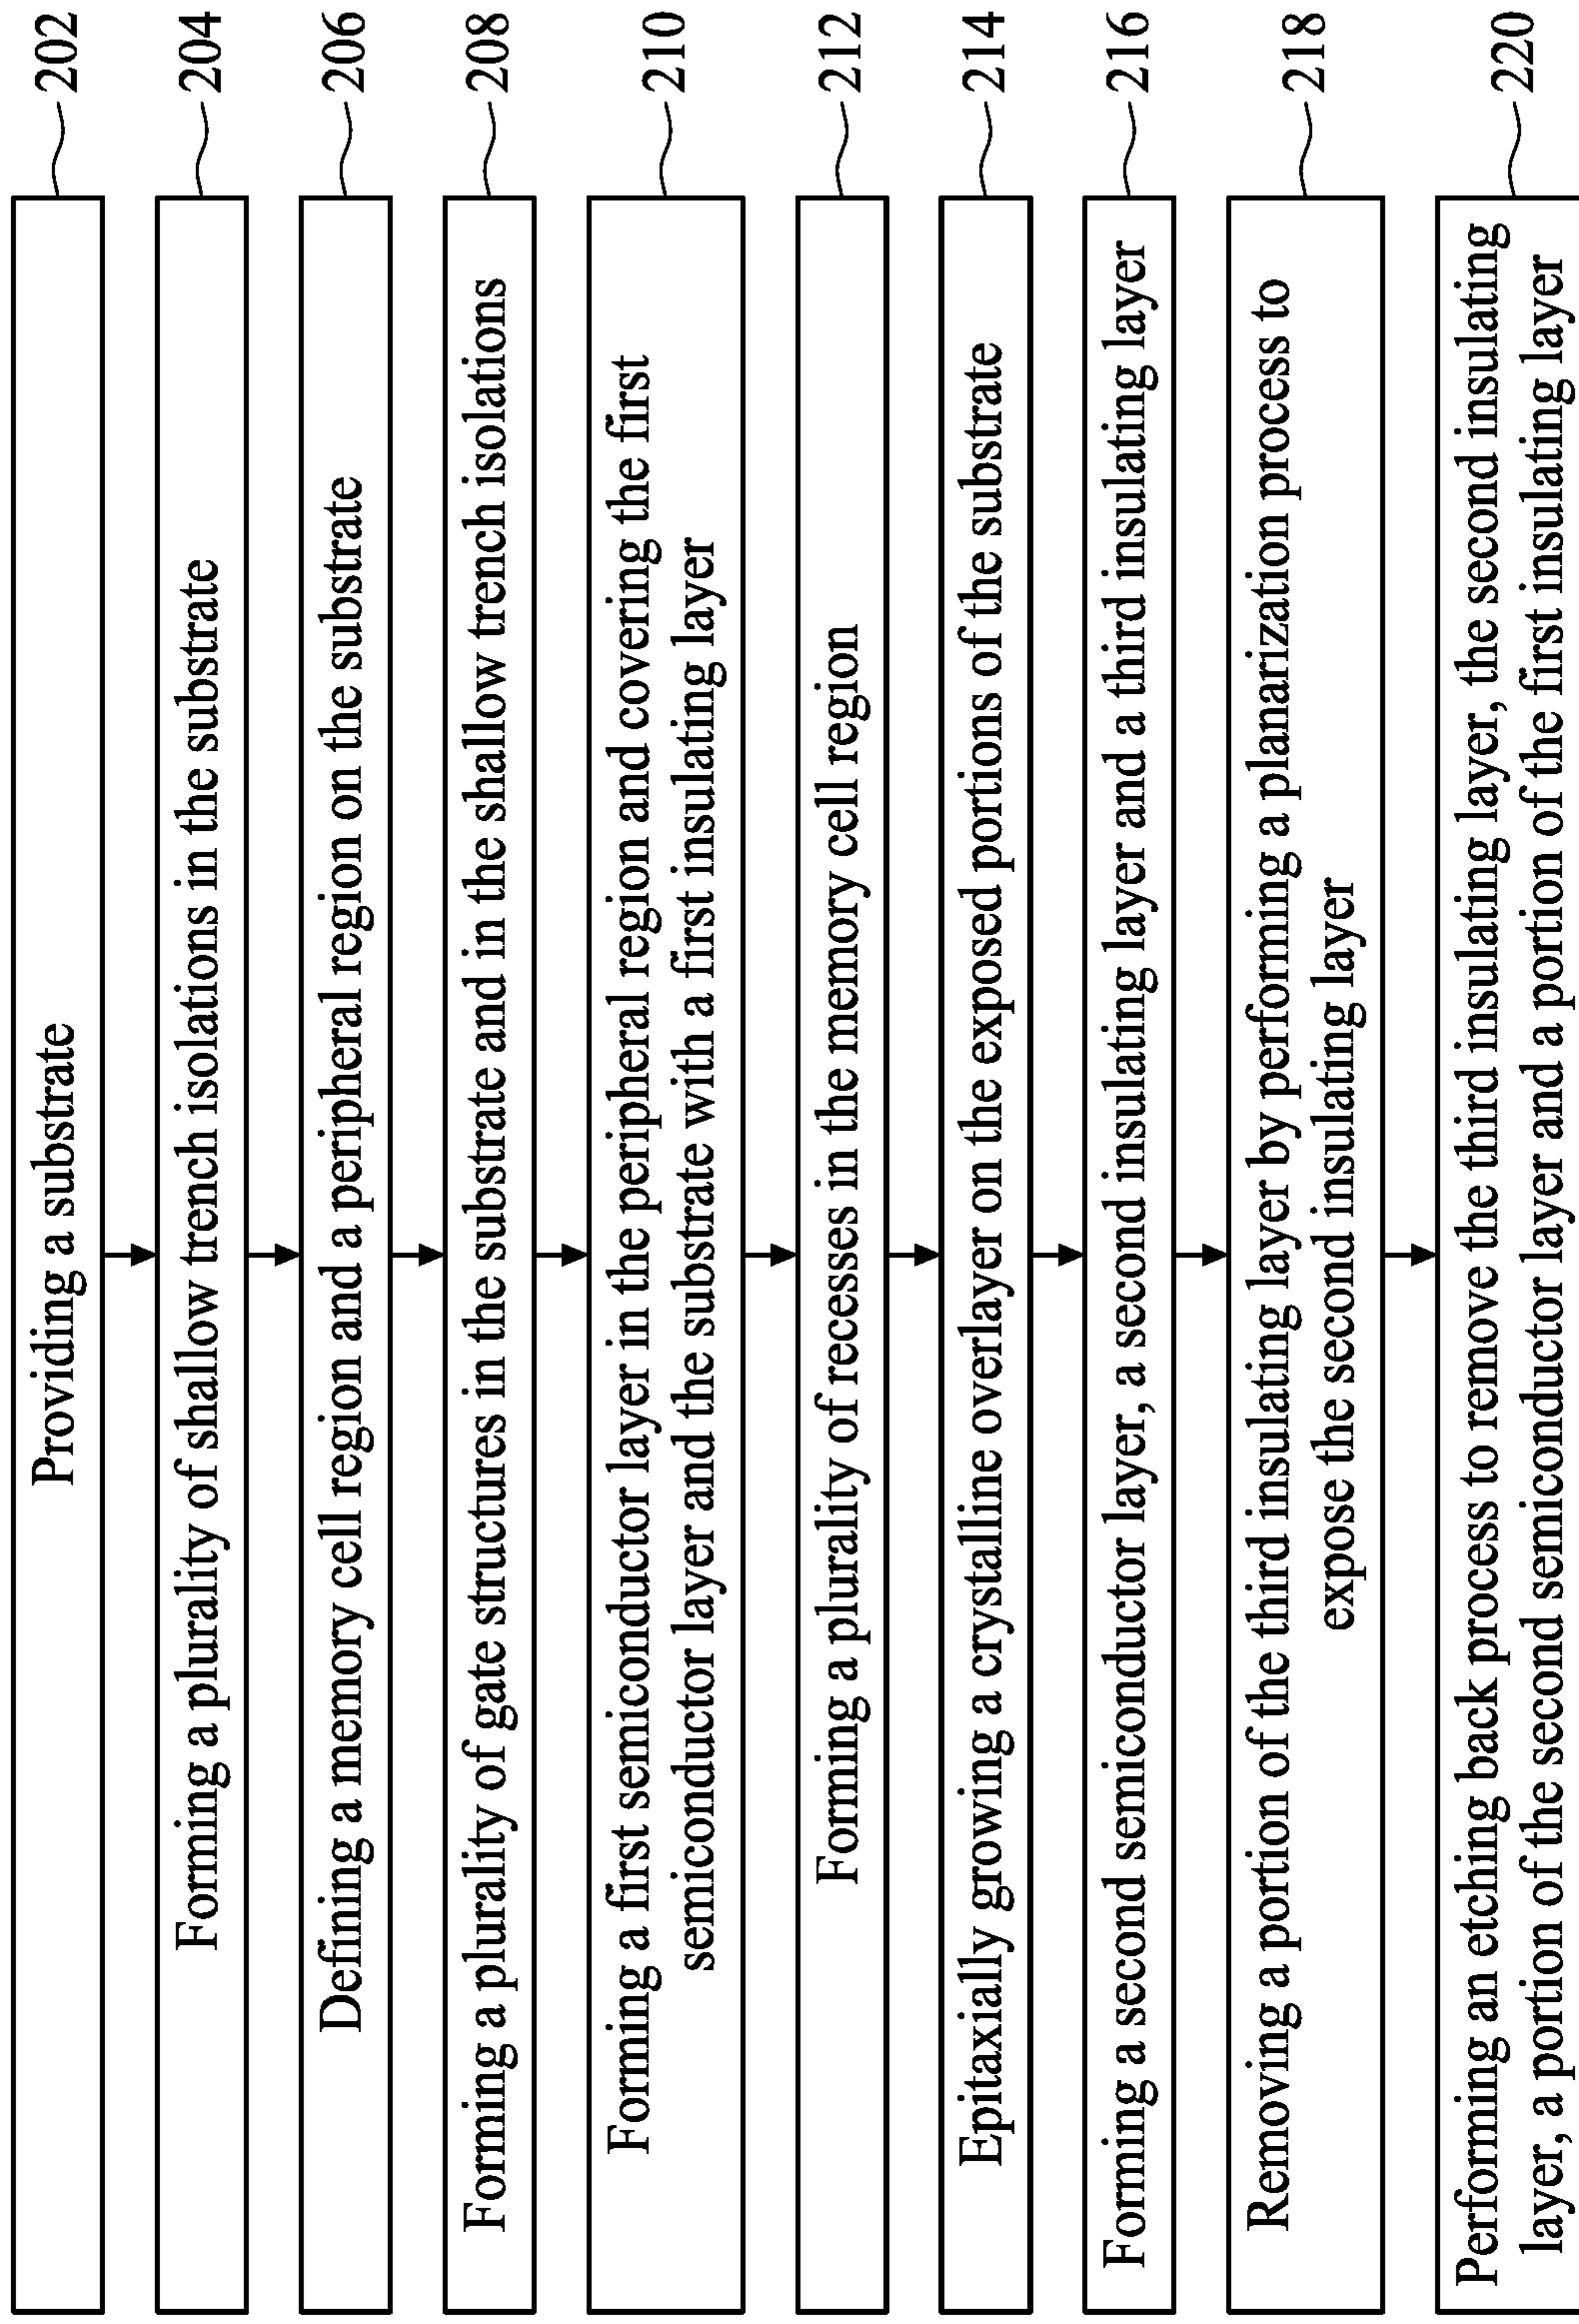 Providing a substrate
202
Forming a plurality of shallow trench isolations in the substrate
204
Defining a memory cell region and a peripheral region on the substrate
206
Forming a plurality of gate structures in the substrate and in the shallow trench isolations
208
Forming a first semiconductor layer in the peripheral region and covering the first
semiconductor layer and the substrate with a first insulating layer
210
Forming a plurality of recesses in the memory cell region
212
Epitaxially growing a crystalline overlayer on the exposed portions of the substrate
214
Forming a second semiconductor layer, a second insulating layer and a third insulating layer
216
Removing a portion of the third insulating layer by performing a planarization process to
expose the second insulating layer
218
Performing an etching back process to remove the third insulating layer, the second insulating
layer, a portion of the second semiconductor layer and a portion of the first insulating layer
220